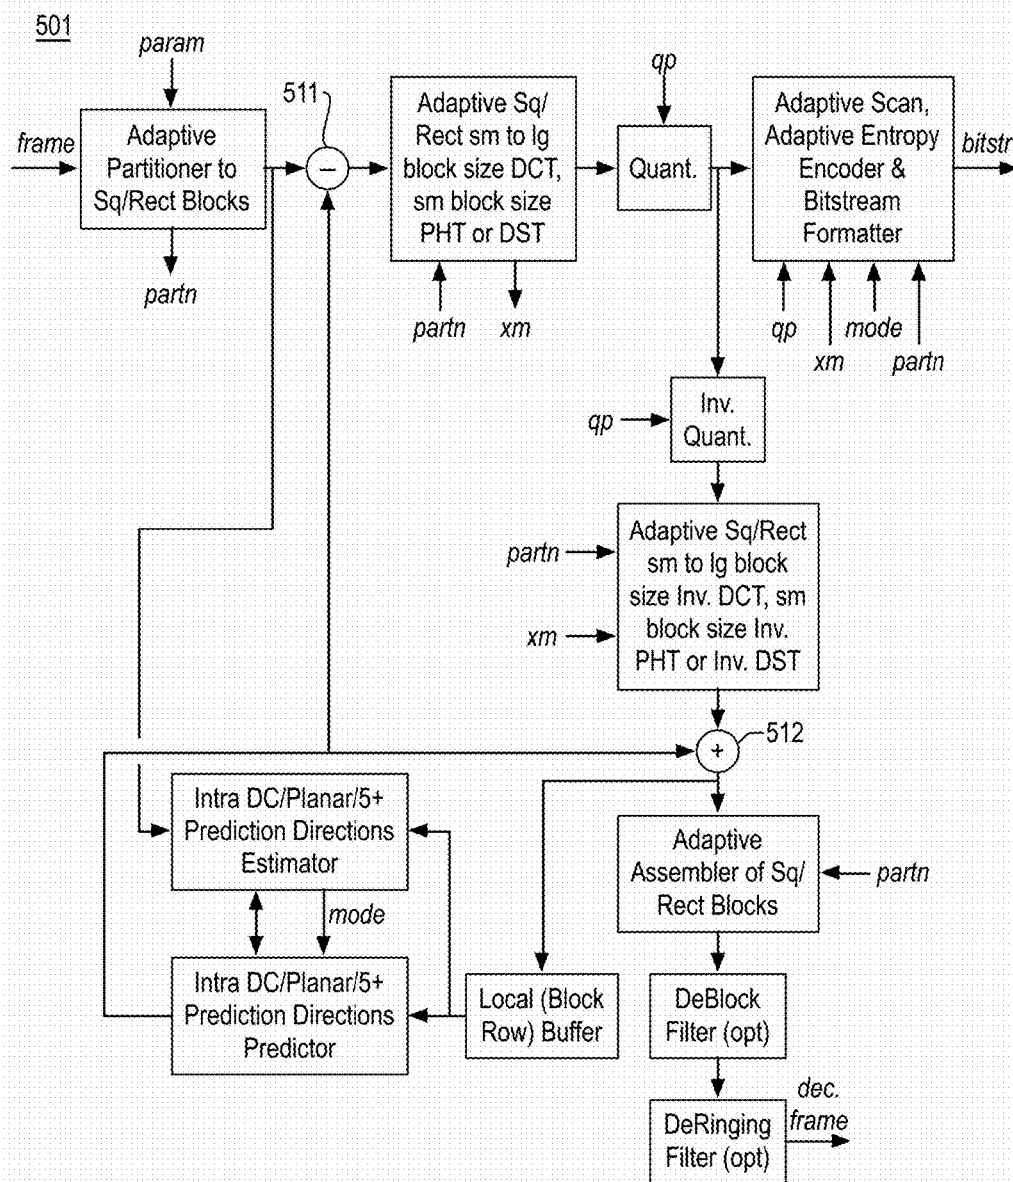 501
param
frame
Adaptive
Partitioner to
Sq/Rect Blocks
partn
511
−
Adaptive Sq/
Rect sm to lg
block size DCT,
sm block size
PHT or DST
partn
xm
qp
Quant.
Adaptive Scan,
Adaptive Entropy
Encoder &
Bitstream
Formatter
bitstr
qp
xm
mode
partn
qp
Inv.
Quant.
partn
xm
Adaptive Sq/Rect
sm to lg block
size Inv. DCT, sm
block size Inv.
PHT or Inv. DST
+
512
Intra DC/Planar/5+
Prediction Directions
Estimator
mode
Intra DC/Planar/5+
Prediction Directions
Predictor
Local (Block
Row) Buffer
Adaptive
Assembler of Sq/
Rect Blocks
partn
DeBlock
Filter (opt)
DeRinging
Filter (opt)
dec.
frame